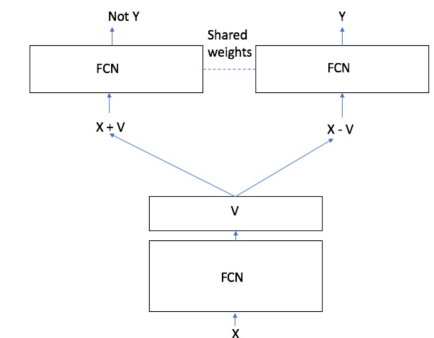 Not Y
Y
Shared
weights
FCN
FCN
X + V
X - V
V
FCN
X